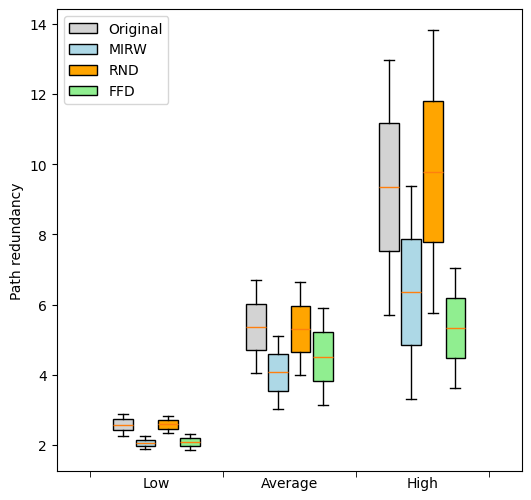 Original
MIRW
RND
FFD
Path redundancy
14
12
10
8
6
4
2
Low Average High